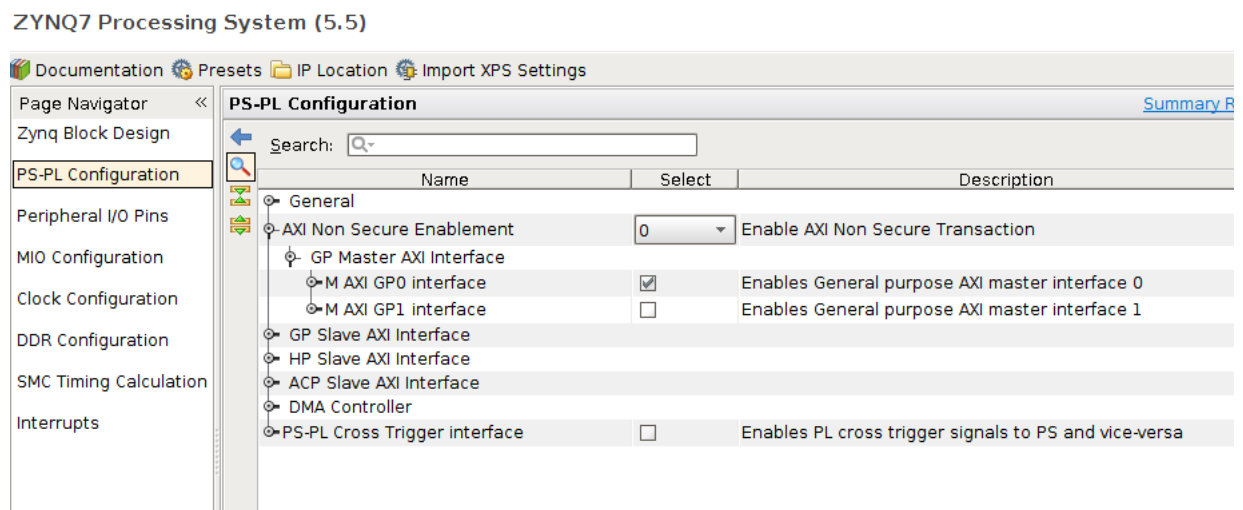 ZYNQ7 Processing System (5.5)
Documentation Presets IP Location Import XPS Settings
Page Navigator «
Zynq Block Design
PS-PL Configuration
Peripheral I/O Pins
MIO Configuration
Clock Configuration
DDR Configuration
SMC Timing Calculation
Interrupts
PS-PL Configuration Summary R
Search:
Name Select Description
General
AXI Non Secure Enablement 0 Enable AXI Non Secure Transaction
GP Master AXI Interface
M AXI GP0 interface Enables General purpose AXI master interface 0
M AXI GP1 interface Enables General purpose AXI master interface 1
GP Slave AXI Interface
HP Slave AXI Interface
ACP Slave AXI Interface
DMA Controller
PS-PL Cross Trigger interface Enables PL cross trigger signals to PS and vice-versa